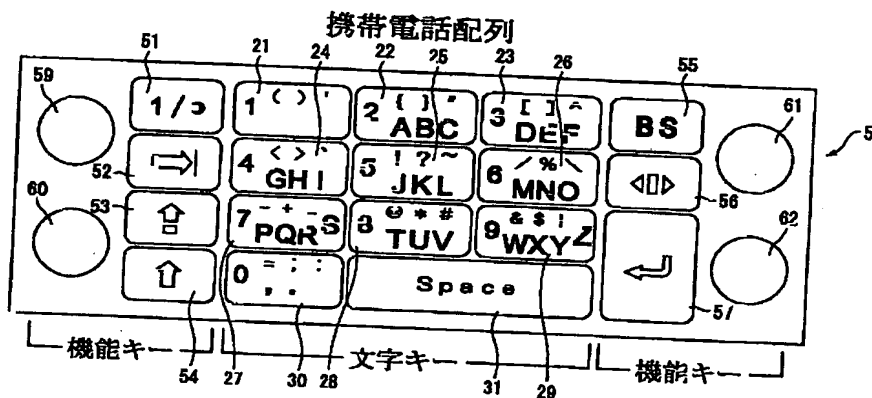 携帯電話配列
51 21 24 22 25 23 26 55
59 61
1/ɔ 1 ( ) ' 2 { } " ABC 3 [ ] ^ DEF BS
5
52 4 < > ` GHI 5 ! ? ~ JKL 6 / % \ MNO 56
60 53 62
7 - + _ PQRS 8 * # TUV 9 & $ | WXYZ
0 = ; : , . Space
57
54 27 30 28 31 29
機能キー 文字キー 機能キー